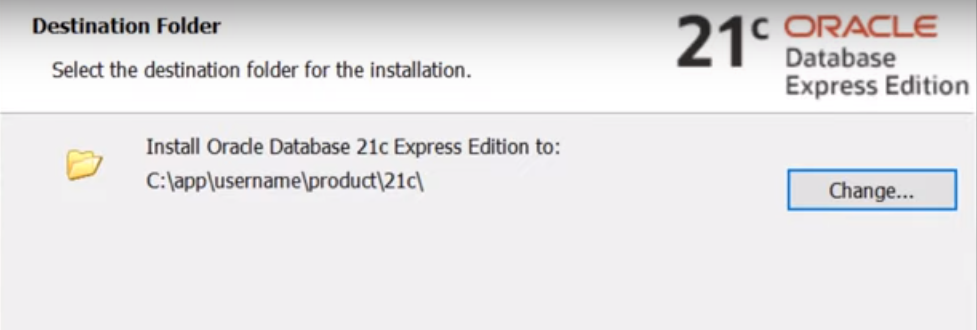 Destination Folder
Select the destination folder for the installation.
21c ORACLE
Database
Express Edition
Install Oracle Database 21c Express Edition to:
C:\app\username\product\21c\
Change...